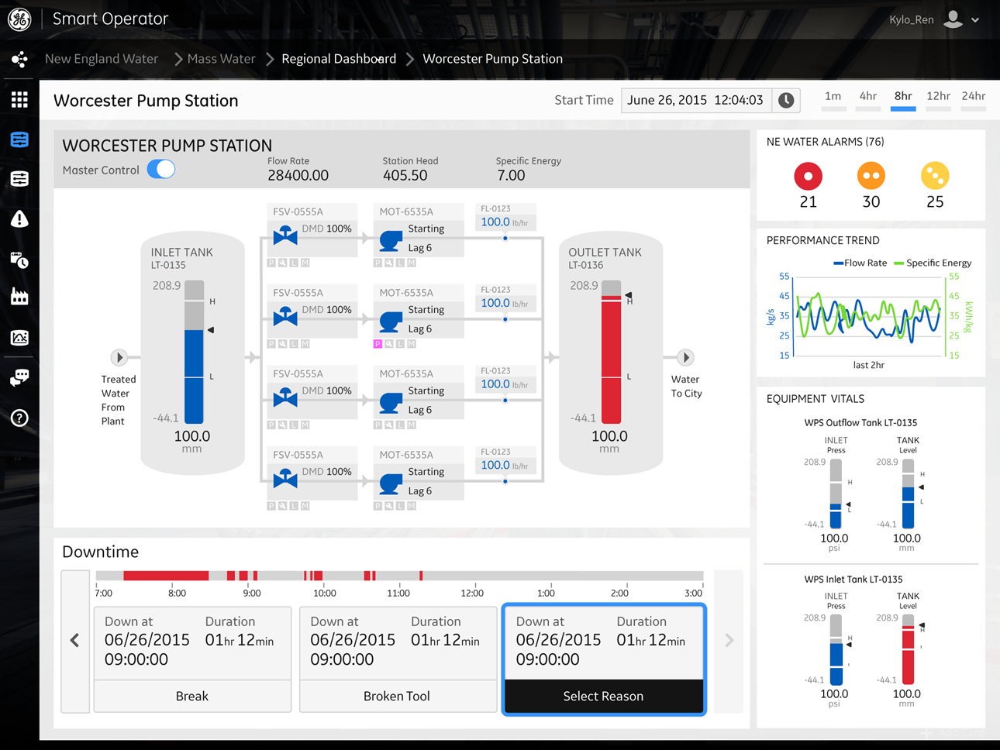 Smart Operator
Kylo_Ren
New England Water
Mass Water
Regional Dashboard
Worcester Pump Station
Worcester Pump Station
Start Time
June 26, 2015 12:04:03
1m 4hr 8hr 12hr 24hr
WORCESTER PUMP STATION
Master Control
Flow Rate
28400.00
Station Head
405.50
Specific Energy
7.00
Treated
Water
From
Plant
INLET TANK
LT-0135
208.9
H
L
-44.1
100.0
mm
FSV-0555A
DMD 100%
P L M
MOT-6535A
Starting
Lag 6
P L M
FL-0123
100.0 lb/hr
FSV-0555A
DMD 100%
P L M
MOT-6535A
Starting
Lag 6
P L M
FL-0123
100.0 lb/hr
FSV-0555A
DMD 100%
P L M
MOT-6535A
Starting
Lag 6
P L M
FL-0123
100.0 lb/hr
FSV-0555A
DMD 100%
P L M
MOT-6535A
Starting
Lag 6
P L M
FL-0123
100.0 lb/hr
OUTLET TANK
LT-0136
208.9
H
L
-44.1
100.0
mm
Water
To City
NE WATER ALARMS (76)
21 30 25
PERFORMANCE TREND
Flow Rate Specific Energy
55 55
45 45
35 35
25 25
15 15
kg/s
kWh/kg
last 2hr
EQUIPMENT VITALS
WPS Outflow Tank LT-0135
INLET
Press
208.9
H
L
-44.1
100.0
psi
TANK
Level
208.9
H
L
-44.1
100.0
mm
WPS Inlet Tank LT-0135
INLET
Press
208.9
H
-44.1
100.0
psi
TANK
Level
208.9
H
-44.1
100.0
mm
Downtime
7:00 8:00 9:00 10:00 11:00 12:00 1:00 2:00 3:00
Down at
06/26/2015
09:00:00
Duration
01hr 12min
Break
Down at
06/26/2015
09:00:00
Duration
01hr 12min
Broken Tool
Down at
06/26/2015
09:00:00
Duration
01hr 12min
Select Reason